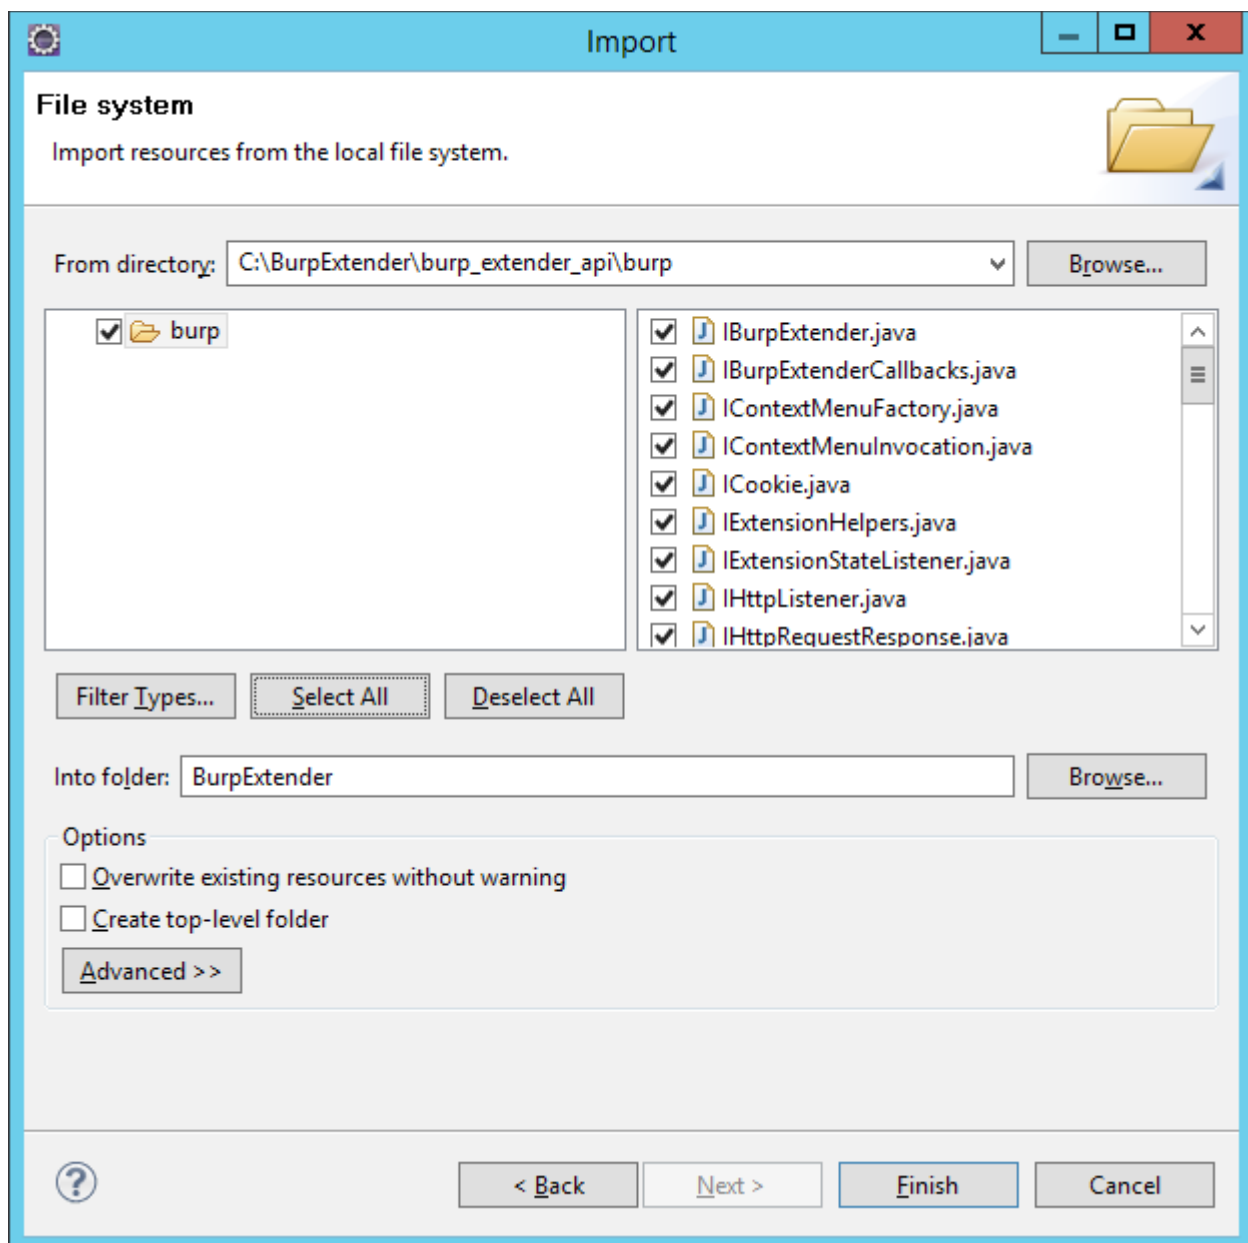 Import
File system
Import resources from the local file system.
From directory: C:\BurpExtender\burp_extender_api\burp Browse...
burp
IBurpExtender.java
IBurpExtenderCallbacks.java
IContextMenuFactory.java
IContextMenuInvocation.java
ICookie.java
IExtensionHelpers.java
IExtensionStateListener.java
IHttpListener.java
IHttpRequestResponse.java
Filter Types... Select All Deselect All
Into folder: BurpExtender Browse...
Options
Overwrite existing resources without warning
Create top-level folder
Advanced >>
? < Back Next > Finish Cancel